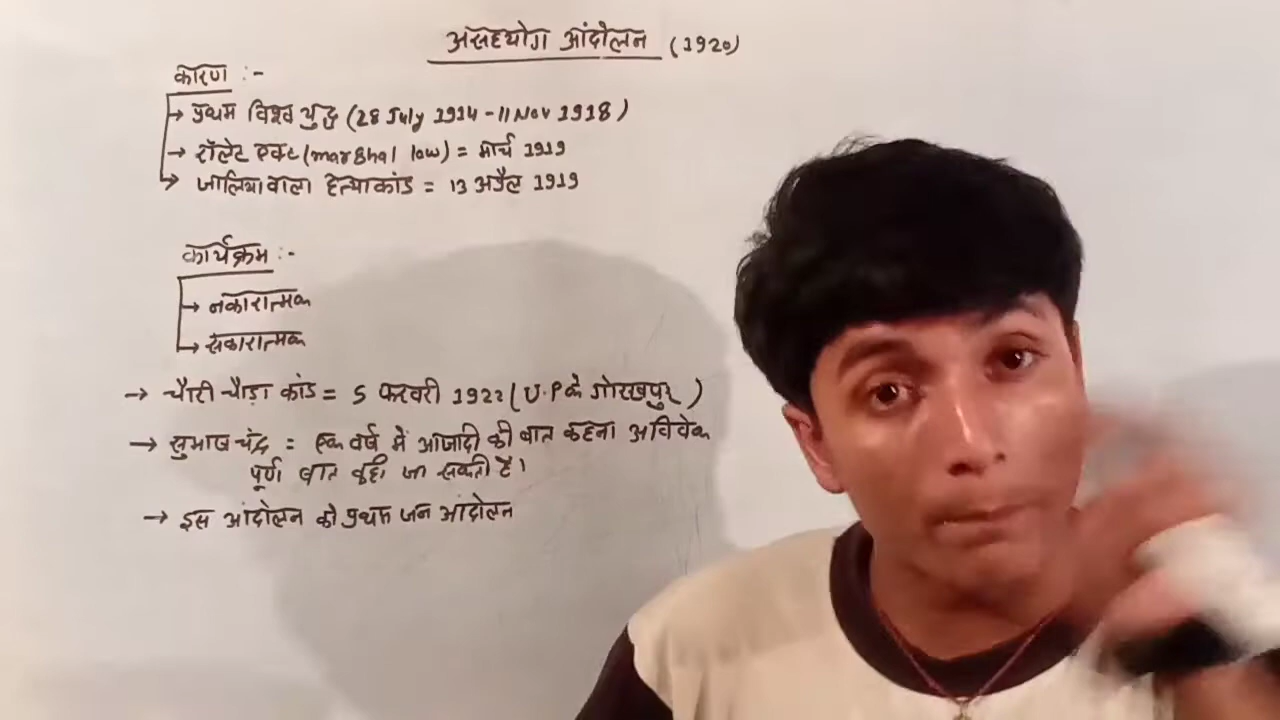 असहयोग आंदोलन (1920)
कारण :-
→ प्रथम विश्व युद्ध (28 July 1914 - 11 Nov 1918)
→ रॉलेट एक्ट (marshal low) = मार्च 1919
→ जालियावाला हत्याकांड = 13 अप्रैल 1919
कार्यक्रम :-
→ नकारात्मक
→ सकारात्मक
→ चौरी चौड़ा कांड = 5 फरवरी 1922 (U.P के गोरखपुर)
→ सुभाष चंद्र = एक वर्ष में आजादी की बात कहना अविवेक
पूर्ण बात कही जा सकती है।
→ इस आंदोलन को प्रथम जन आंदोलन